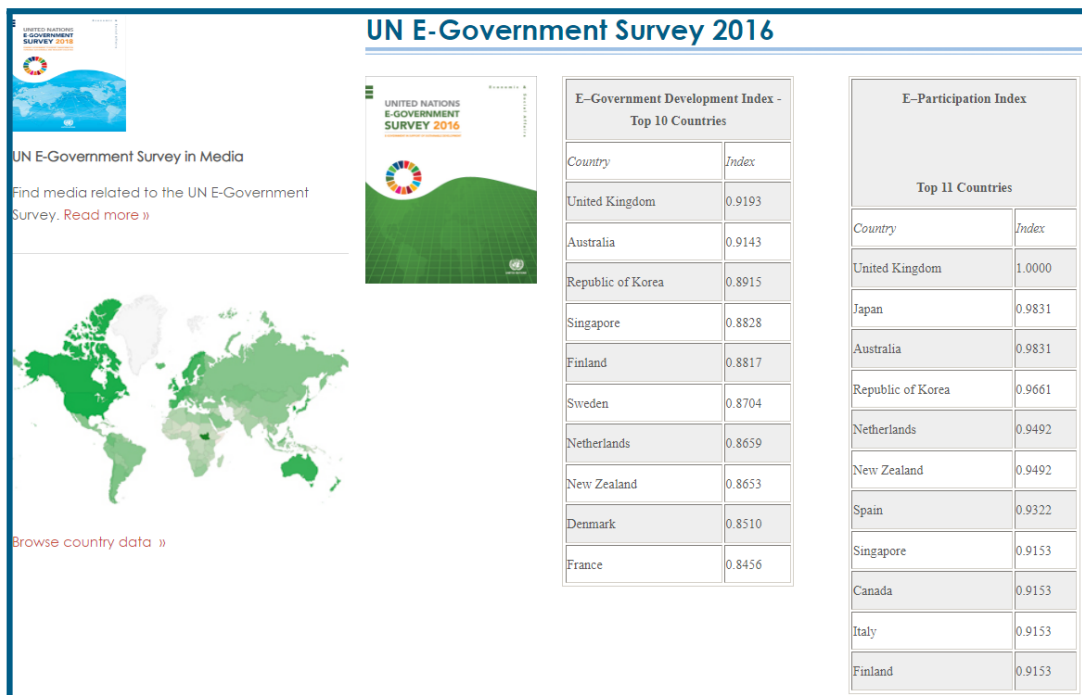 UNITED NATIONS
E-GOVERNMENT
SURVEY 2018
UN E-Government Survey in Media
Find media related to the UN E-Government
Survey. Read more »
Browse country data »
UN E-Government Survey 2016
Economic & Social Affairs
UNITED NATIONS
E-GOVERNMENT
SURVEY 2016
E–Government Development Index -
Top 10 Countries
Country Index
United Kingdom 0.9193
Australia 0.9143
Republic of Korea 0.8915
Singapore 0.8828
Finland 0.8817
Sweden 0.8704
Netherlands 0.8659
New Zealand 0.8653
Denmark 0.8510
France 0.8456
E–Participation Index
Top 11 Countries
Country Index
United Kingdom 1.0000
Japan 0.9831
Australia 0.9831
Republic of Korea 0.9661
Netherlands 0.9492
New Zealand 0.9492
Spain 0.9322
Singapore 0.9153
Canada 0.9153
Italy 0.9153
Finland 0.9153